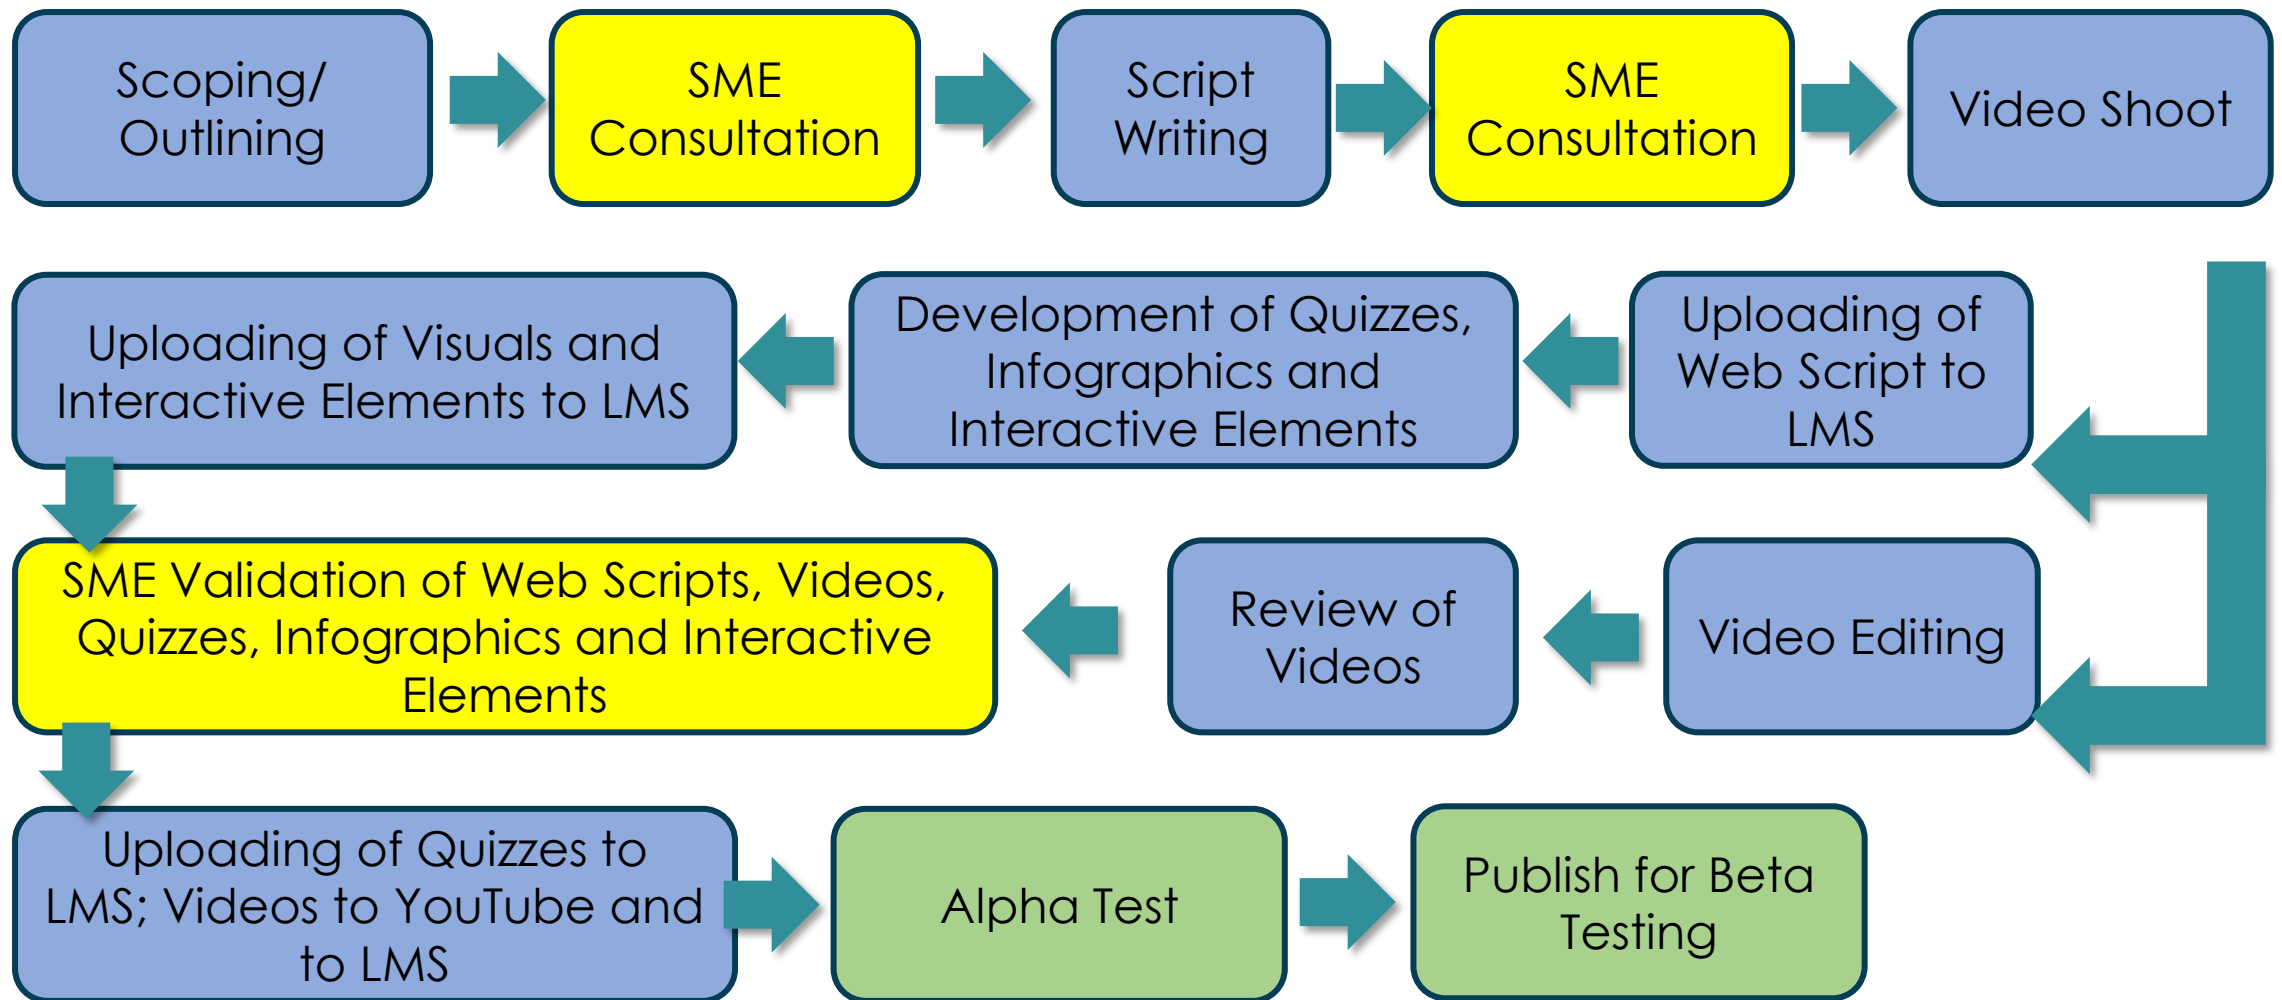 Scoping/
Outlining
SME
Consultation
Script
Writing
SME
Consultation
Video Shoot
Uploading of
Web Script to
LMS
Development of Quizzes,
Infographics and
Interactive Elements
Uploading of Visuals and
Interactive Elements to LMS
Video Editing
Review of
Videos
SME Validation of Web Scripts, Videos,
Quizzes, Infographics and Interactive
Elements
Uploading of Quizzes to
LMS; Videos to YouTube and
to LMS
Alpha Test
Publish for Beta
Testing